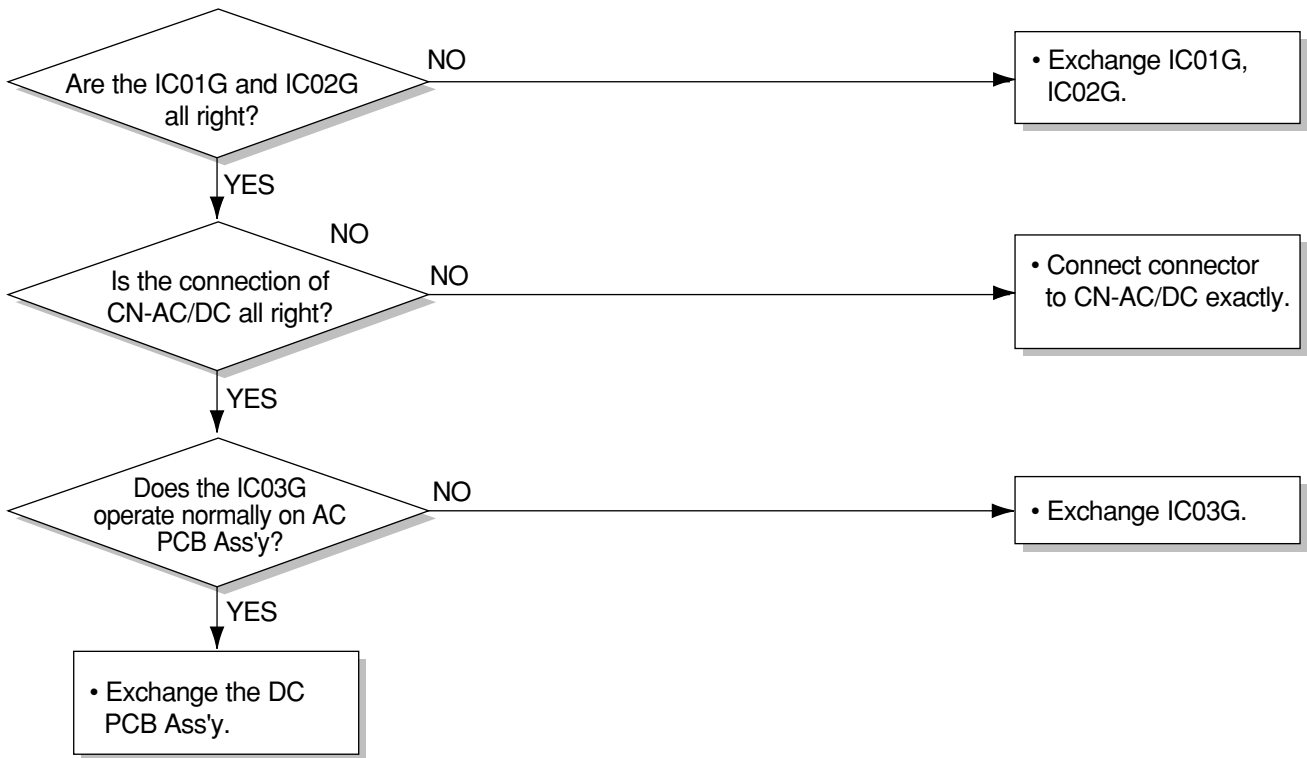 Are the IC01G and IC02G
all right?
NO
• Exchange IC01G,
IC02G.
YES
NO
Is the connection of
CN-AC/DC all right?
NO
• Connect connector
to CN-AC/DC exactly.
YES
Does the IC03G
operate normally on AC
PCB Ass'y?
NO
• Exchange IC03G.
YES
• Exchange the DC
PCB Ass'y.